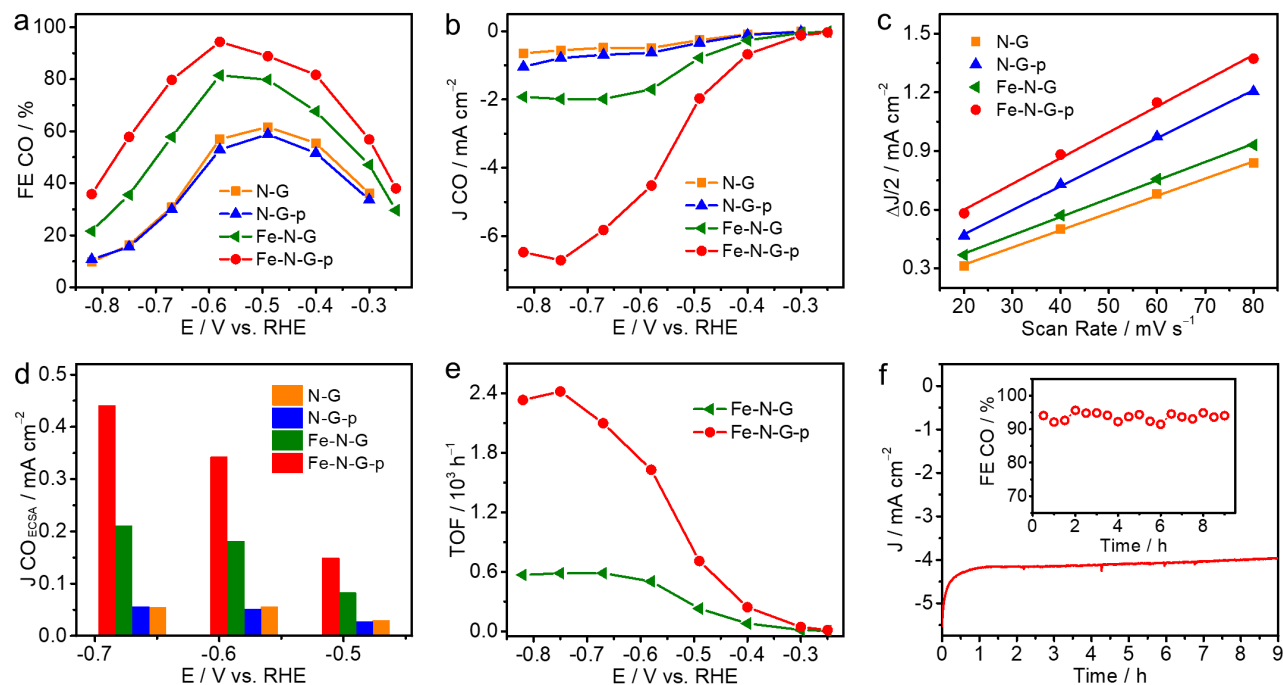 a
FE CO / %
100
80
60
40
20
0
N-G
N-G-p
Fe-N-G
Fe-N-G-p
-0.8 -0.7 -0.6 -0.5 -0.4 -0.3
E / V vs. RHE
b
J CO / mA cm⁻²
0
-2
-4
-6
N-G
N-G-p
Fe-N-G
Fe-N-G-p
-0.8 -0.7 -0.6 -0.5 -0.4 -0.3
E / V vs. RHE
c
ΔJ/2 / mA cm⁻²
1.5
1.2
0.9
0.6
0.3
N-G
N-G-p
Fe-N-G
Fe-N-G-p
20 30 40 50 60 70 80
Scan Rate / mV s⁻¹
d
J CO_ECSA / mA cm⁻²
0.5
0.4
0.3
0.2
0.1
0.0
N-G
N-G-p
Fe-N-G
Fe-N-G-p
-0.7 -0.6 -0.5
E / V vs. RHE
e
TOF / 10³ h⁻¹
2.4
1.8
1.2
0.6
0.0
Fe-N-G
Fe-N-G-p
-0.8 -0.7 -0.6 -0.5 -0.4 -0.3
E / V vs. RHE
f
J / mA cm⁻²
0
-1
-2
-3
-4
-5
FE CO / %
100
90
80
70
0 2 4 6 8
Time / h
0 1 2 3 4 5 6 7 8 9
Time / h